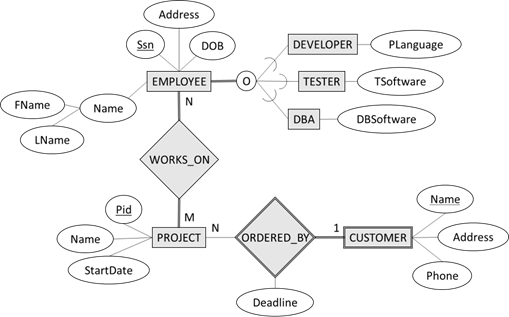 Address
Ssn
DOB
DEVELOPER
PLanguage
FName
Name
EMPLOYEE
O
TESTER
TSoftware
LName
N
DBA
DBSoftware
WORKS_ON
Pid
M
Name
Name
PROJECT
N
ORDERED_BY
1
CUSTOMER
Address
StartDate
Phone
Deadline